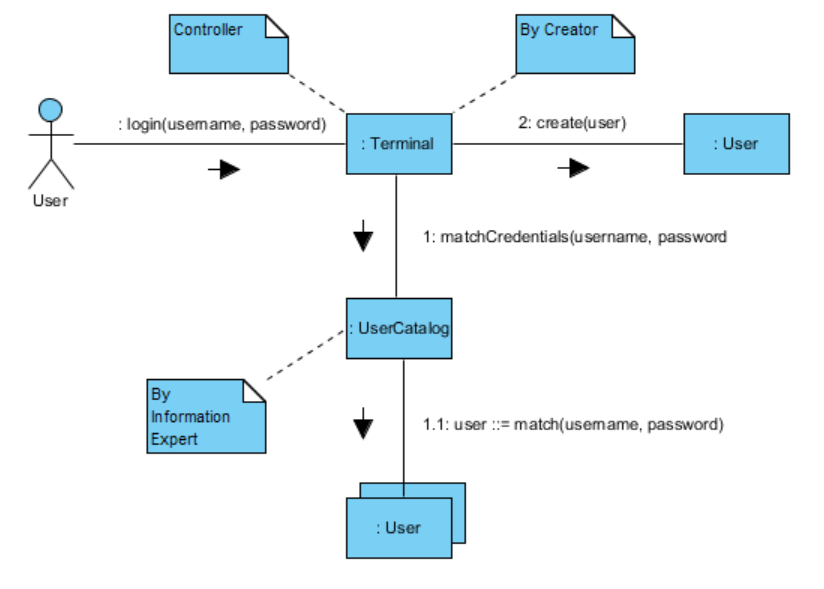 Controller
By Creator
: login(username, password)
2: create(user)
: Terminal
: User
User
1: matchCredentials(username, password
: UserCatalog
By
Information
Expert
1.1: user ::= match(username, password)
: User